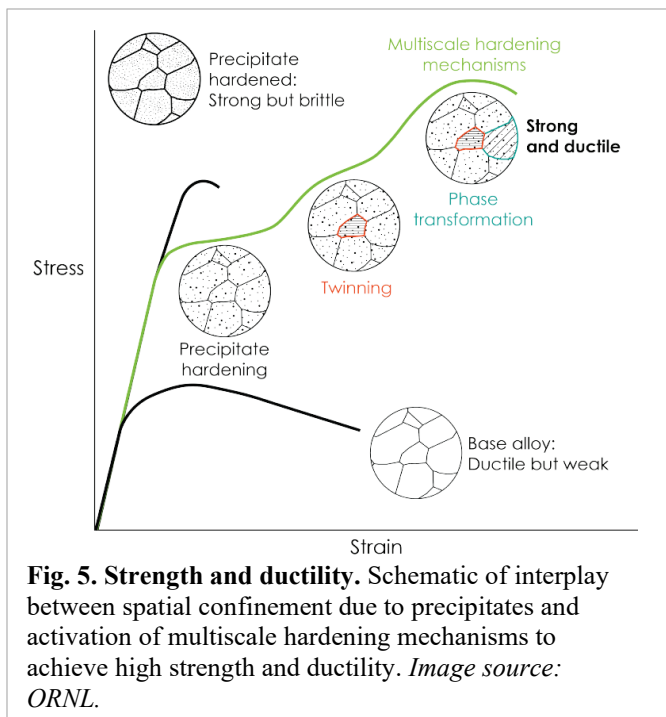 Precipitate
hardened:
Strong but brittle
Multiscale hardening
mechanisms
Strong
and ductile
Phase
transformation
Stress
Twinning
Precipitate
hardening
Base alloy:
Ductile but weak
Strain
Fig. 5. Strength and ductility. Schematic of interplay
between spatial confinement due to precipitates and
activation of multiscale hardening mechanisms to
achieve high strength and ductility. Image source:
ORNL.